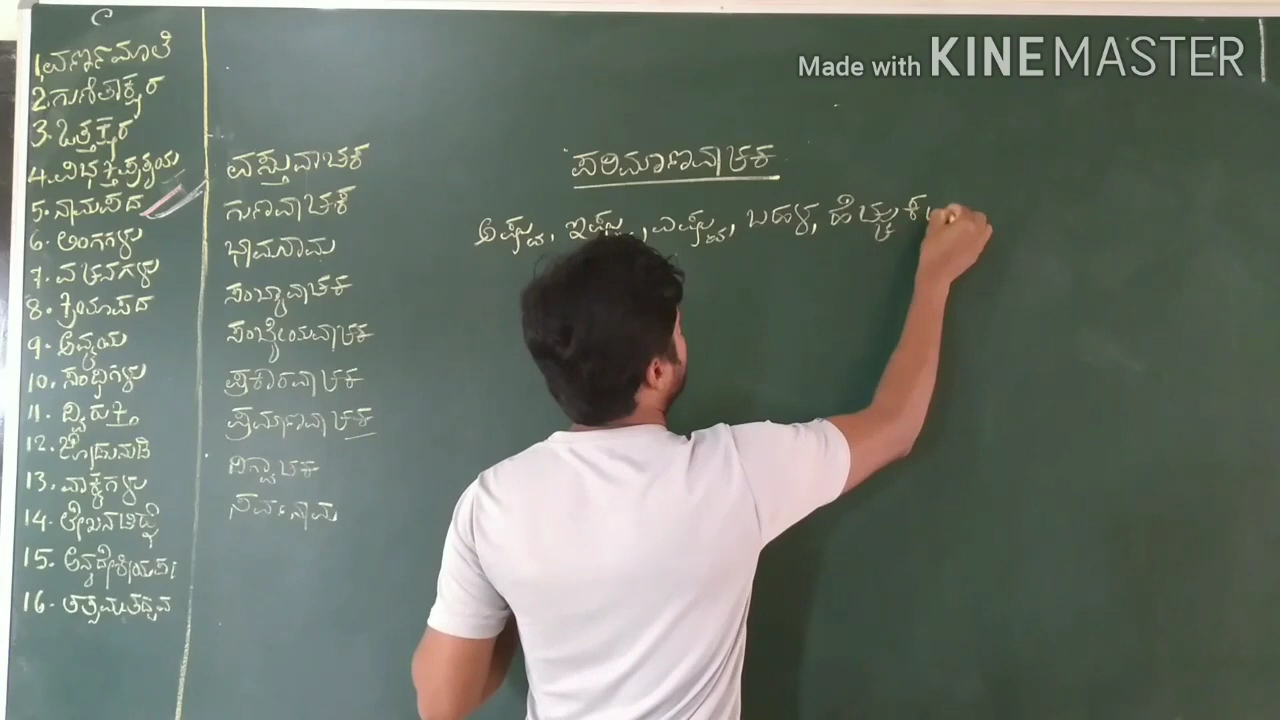 Made with KINEMASTER
1. ವರ್ಣಮಾಲೆ
2. ಗುಣಿತಾಕ್ಷರ
3. ಒತ್ತಕ್ಷರ
4. ವಿಭಕ್ತಿಪ್ರತ್ಯಯ
5. ನಾಮಪದ
6. ಲಿಂಗಗಳು
7. ವಚನಗಳು
8. ಕ್ರಿಯಾಪದ
9. ಅವ್ಯಯ
10. ಸಂಧಿಗಳು
11. ದ್ವಿರುಕ್ತಿ
12. ಜೋಡುನುಡಿ
13. ವಾಕ್ಯಗಳು
14. ಲೇಖನಚಿಹ್ನೆ
15. ಅನ್ಯದೇಶೀಯಪ
16. ತತ್ಸಮತದ್ಭವ
ವಸ್ತುವಾಚಕ
ಗುಣವಾಚಕ
ಭಾವನಾಮ
ಸಂಖ್ಯಾವಾಚಕ
ಸಂಖ್ಯೇಯವಾಚಕ
ಪ್ರಕಾರವಾಚಕ
ಪ್ರಮಾಣವಾಚಕ
ದಿಗ್ವಾಚಕ
ಸರ್ವನಾಮ
ಪರಿಮಾಣವಾಚಕ
ಅಷ್ಟು, ಇಷ್ಟು, ಎಷ್ಟು, ಬಹಳ, ಹೆಚ್ಚು